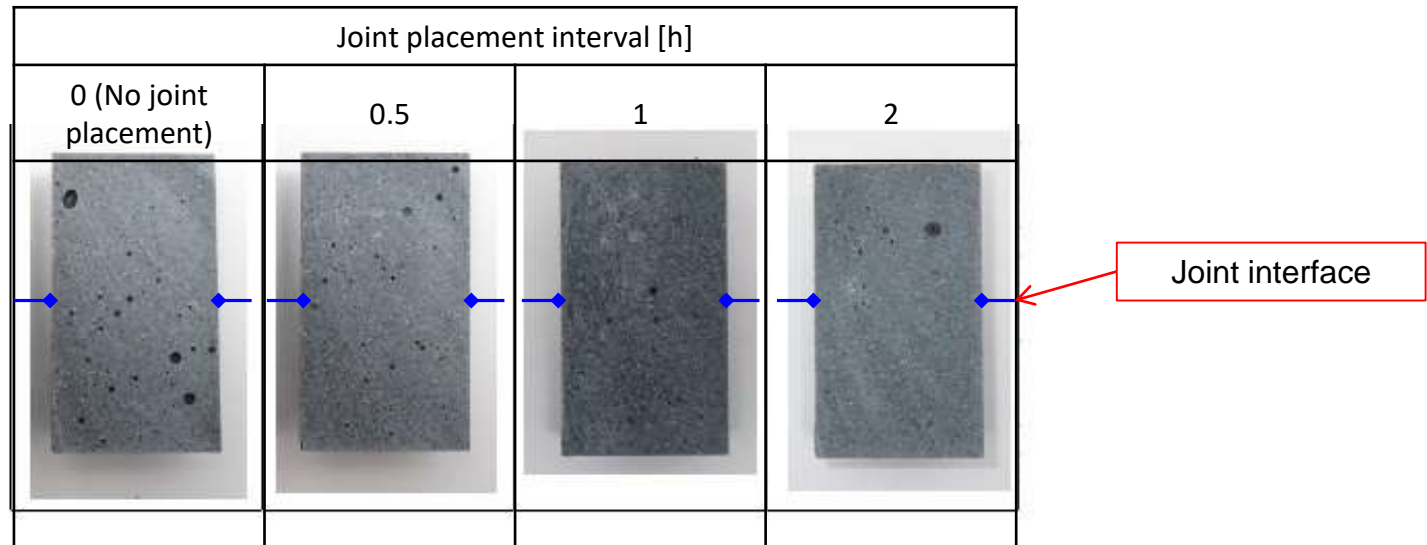 Joint placement interval [h]
0 (No joint
placement)
0.5
1
2
Joint interface